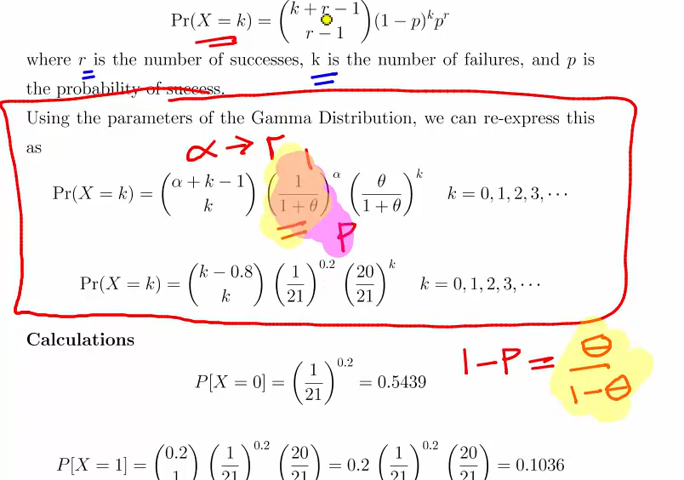 Pr(X = k) = (k + r − 1 / r − 1) (1 − p)^k p^r
where r is the number of successes, k is the number of failures, and p is
the probability of success.
Using the parameters of the Gamma Distribution, we can re-express this
as
α → r 1
Pr(X = k) = (α + k − 1 / k) (1 / 1 + θ)^α (θ / 1 + θ)^k k = 0, 1, 2, 3, ⋯
P
Pr(X = k) = (k − 0.8 / k) (1 / 21)^0.2 (20 / 21)^k k = 0, 1, 2, 3, ⋯
Calculations
1 − P = θ / 1 − θ
P[X = 0] = (1 / 21)^0.2 = 0.5439
P[X = 1] = (0.2 / 1) (1 / 21)^0.2 (20 / 21) = 0.2 (1 / 21)^0.2 (20 / 21) = 0.1036